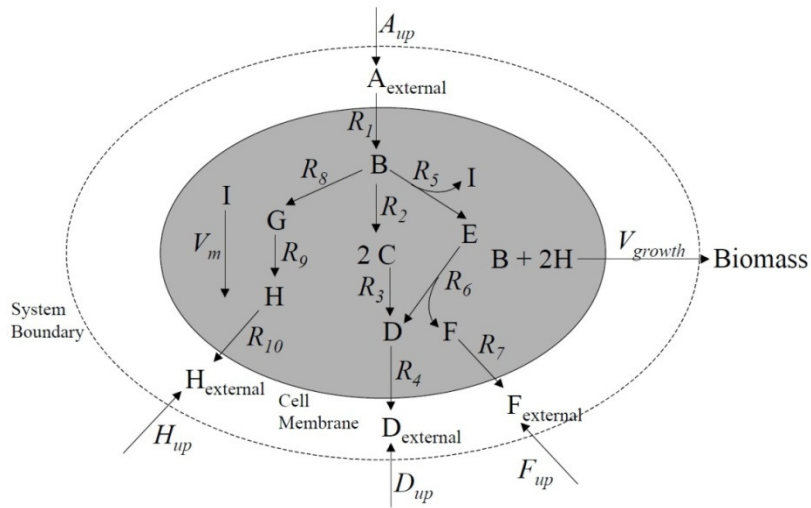 A_up
A_external
R_1
B
R_8
R_5
I
I
R_2
G
E
V_m
R_9
2 C
B + 2H
V_growth
Biomass
R_3
R_6
H
D
F
System
Boundary
R_10
R_4
R_7
H_external
Cell
Membrane
D_external
F_external
H_up
D_up
F_up